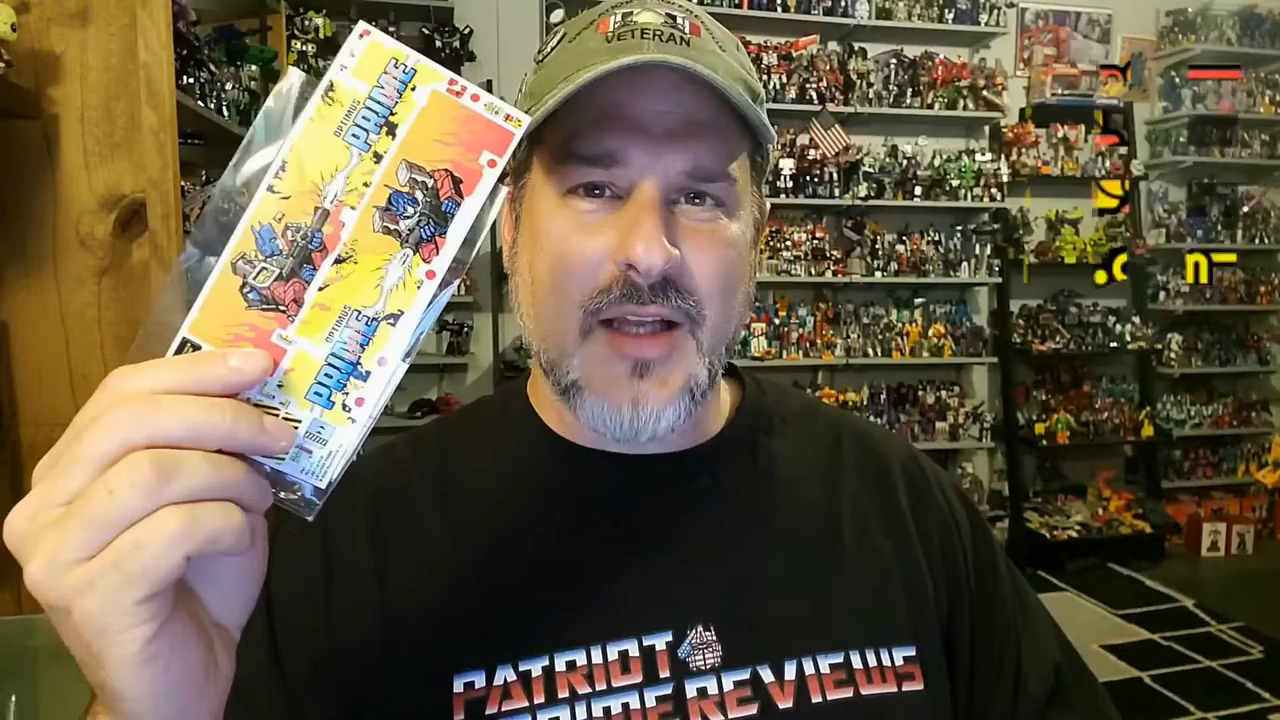 VETERAN
OPTIMUS
PRIME
OPTIMUS
PRIME
PATRIOT
PRIME REVIEWS